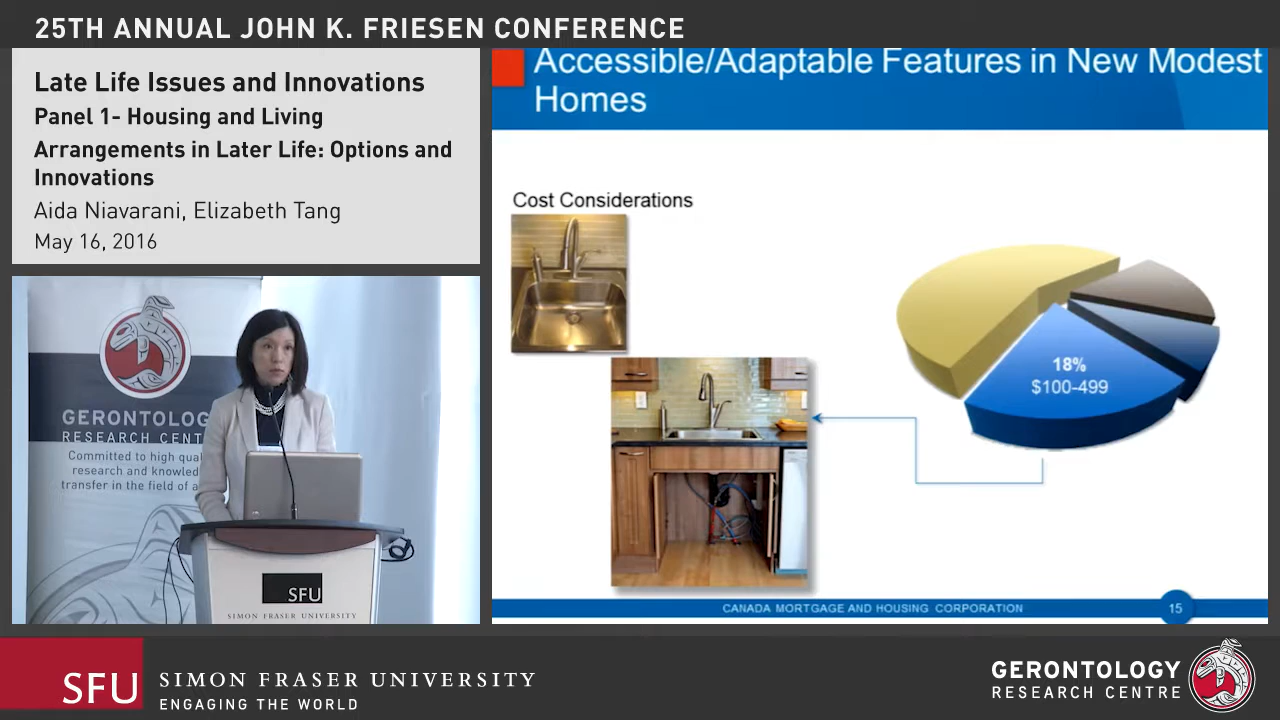 25TH ANNUAL JOHN K. FRIESEN CONFERENCE
Late Life Issues and Innovations
Panel 1- Housing and Living
Arrangements in Later Life: Options and
Innovations
Aida Niavarani, Elizabeth Tang
May 16, 2016
GERONTOLOG
RESEARCH CENT
Committed to high qua
research and knowled
transfer in the field of a
SFU
SIMON FRASER UNIVERSITY
Accessible/Adaptable Features in New Modest
Homes
Cost Considerations
18%
$100-499
CANADA MORTGAGE AND HOUSING CORPORATION
15
SFU
SIMON FRASER UNIVERSITY
ENGAGING THE WORLD
GERONTOLOGY
RESEARCH CENTRE